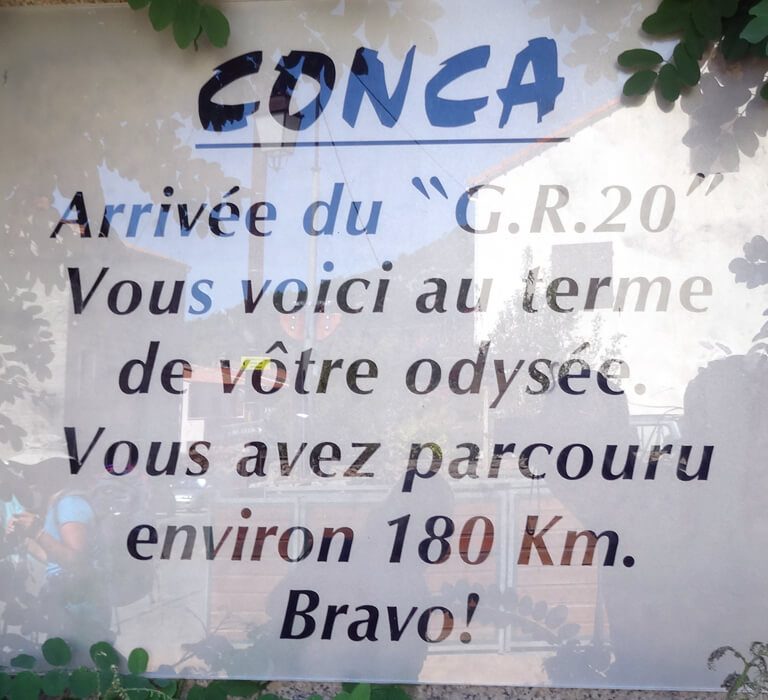 CONCA
Arrivée du “G.R.20”
Vous voici au terme
de vôtre odysée.
Vous avez parcouru
environ 180 Km.
Bravo!